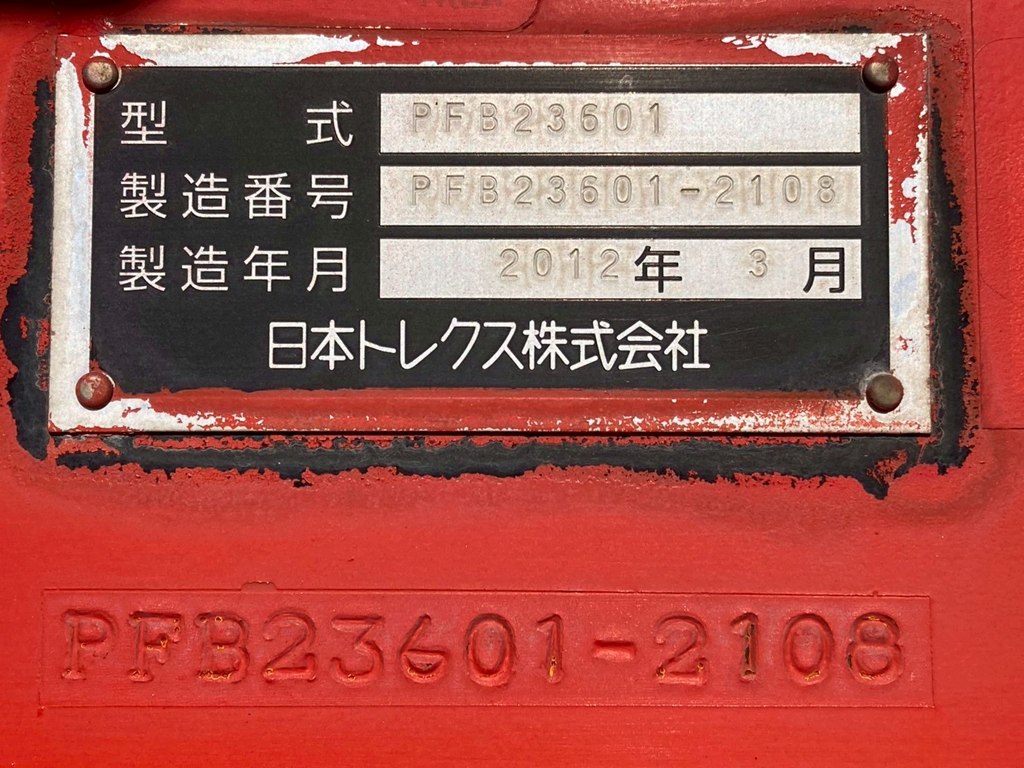 型式 PFB23601
製造番号 PFB23601-2108
製造年月 2012年 3月
日本トレクス株式会社
PFB23601-2108